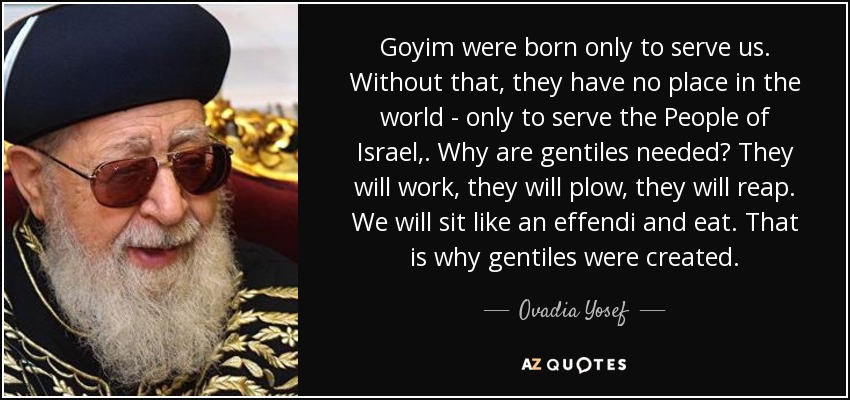 Goyim were born only to serve us.
Without that, they have no place in the
world - only to serve the People of
Israel,. Why are gentiles needed? They
will work, they will plow, they will reap.
We will sit like an effendi and eat. That
is why gentiles were created.
Ovadia Yosef
AZ QUOTES